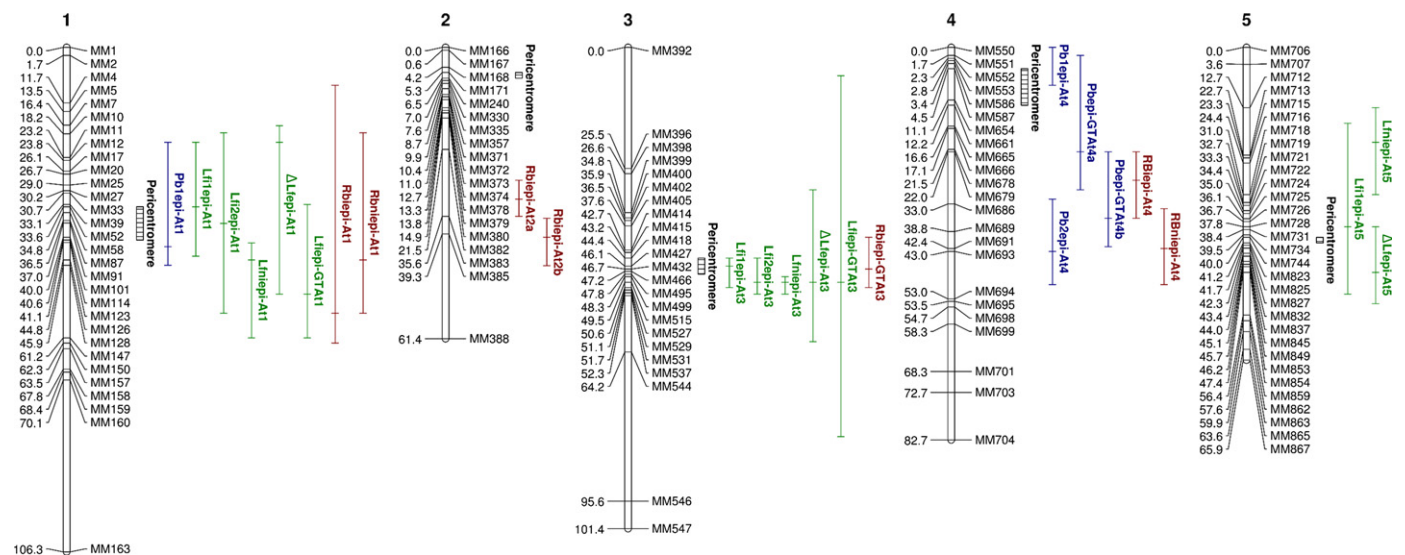 1
0.0 MM1
1.7 MM2
11.7 MM4
13.5 MM5
16.4 MM7
18.2 MM10
23.2 MM11
23.8 MM12
26.1 MM17
26.7 MM20
29.0 MM25
30.2 MM27
30.7 MM33
33.1 MM39
33.6 MM52
34.8 MM58
36.5 MM87
37.0 MM91
40.0 MM101
40.6 MM114
41.1 MM123
44.8 MM126
45.9 MM128
61.2 MM147
62.3 MM150
63.5 MM157
67.8 MM158
68.4 MM159
70.1 MM160
106.3 MM163
Pericentromere
Pb1epi-At1
Lfi1epi-At1
Lfi2epi-At1
Lfniepi-At1
ΔLfepi-At1
Lfiepi-GTAt1
Rbiepi-At1
Rbniepi-At1
2
0.0 MM166
0.6 MM167
4.2 MM168
5.3 MM171
6.5 MM240
7.0 MM330
7.6 MM335
8.7 MM357
9.9 MM371
10.4 MM372
11.0 MM373
12.7 MM374
13.3 MM378
13.8 MM379
14.9 MM380
21.5 MM382
35.6 MM383
39.3 MM385
61.4 MM388
Pericentromere
Rbiepi-At2a
Rbiepi-At2b
3
0.0 MM392
25.5 MM396
26.6 MM398
34.8 MM399
35.9 MM400
36.5 MM402
37.6 MM405
42.7 MM414
43.2 MM415
44.4 MM418
46.1 MM427
46.7 MM432
47.2 MM466
47.8 MM495
48.3 MM499
49.5 MM515
50.6 MM527
51.1 MM529
51.7 MM531
52.3 MM537
64.2 MM544
95.6 MM546
101.4 MM547
Pericentromere
Lfi1epi-At3
Lfi2epi-At3
Lfniepi-At3
ΔLfepi-At3
Lfiepi-GTAt3
Rbiepi-GTAt3
4
0.0 MM550
1.7 MM551
2.3 MM552
2.8 MM553
3.4 MM586
4.5 MM587
11.1 MM654
12.2 MM661
16.6 MM665
17.1 MM666
21.5 MM678
22.0 MM679
33.0 MM686
38.8 MM689
42.4 MM691
43.0 MM693
53.0 MM694
53.5 MM695
54.7 MM698
58.3 MM699
68.3 MM701
72.7 MM703
82.7 MM704
Pericentromere
Pb1epi-At4
Pb2epi-At4
Pbepi-GTAt4a
Pbepi-GTAt4b
RBiepi-At4
RBniepi-At4
5
0.0 MM706
3.6 MM707
12.7 MM712
22.7 MM713
23.3 MM715
24.4 MM716
31.0 MM718
32.7 MM719
33.3 MM721
34.4 MM722
35.0 MM724
36.1 MM725
36.7 MM726
37.8 MM728
38.4 MM731
39.5 MM734
40.0 MM744
41.2 MM823
41.7 MM825
42.3 MM827
43.4 MM832
44.0 MM837
45.1 MM845
45.7 MM849
46.2 MM853
47.4 MM854
56.4 MM859
57.6 MM862
59.9 MM863
63.6 MM865
65.9 MM867
Pericentromere
Lfi1epi-At5
Lfniepi-At5
ΔLfepi-At5